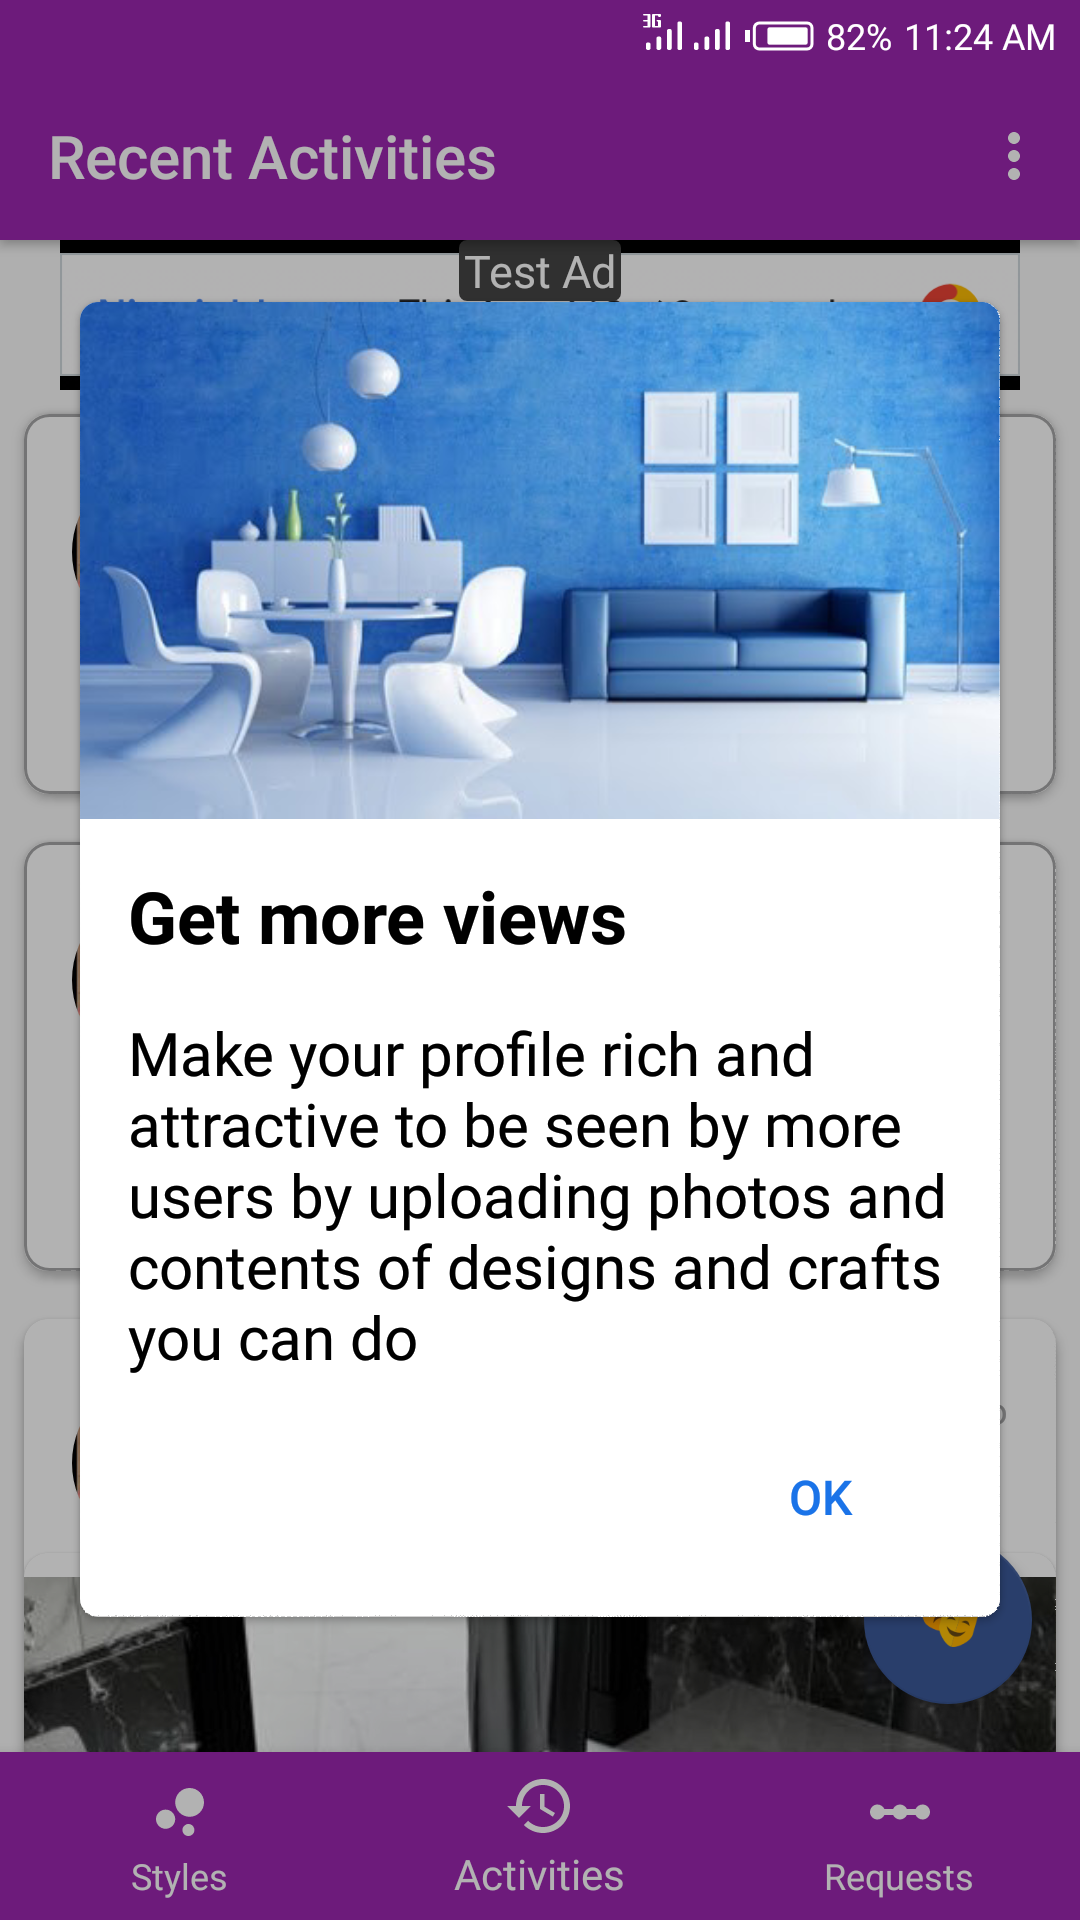 3G 82% 11:24 AM
Recent Activities
Test Ad
Get more views
Make your profile rich and
attractive to be seen by more
users by uploading photos and
contents of designs and crafts
you can do
OK
Styles
Activities
Requests